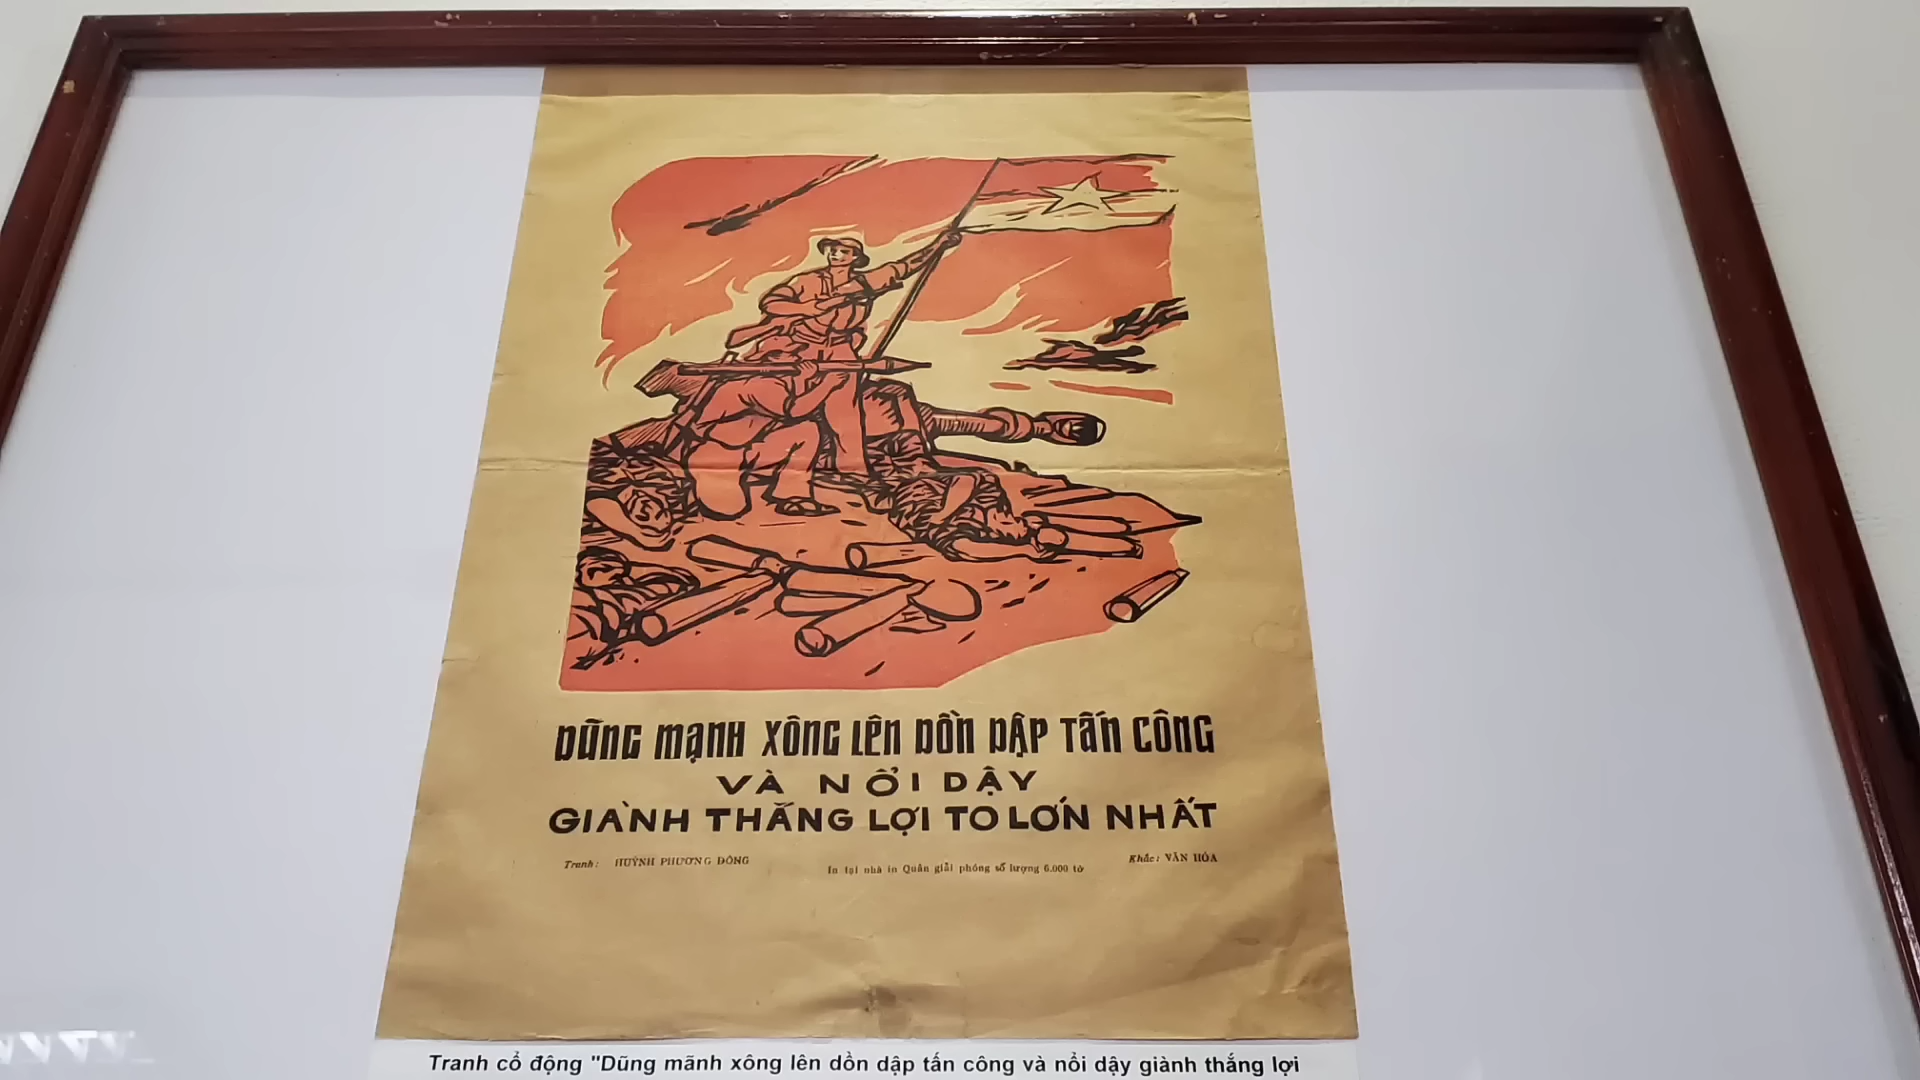 DŨNG MẠNH XÔNG LÊN DỒN DẬP TẤN CÔNG
VÀ NỔI DẬY
GIÀNH THẮNG LỢI TO LỚN NHẤT
Tranh: HUỲNH PHƯƠNG ĐÔNG
In tại nhà in Quân giải phóng số lượng 6.000 tờ
Khắc: VĂN HÓA
Tranh cổ động "Dũng mãnh xông lên dồn dập tấn công và nổi dậy giành thắng lợi